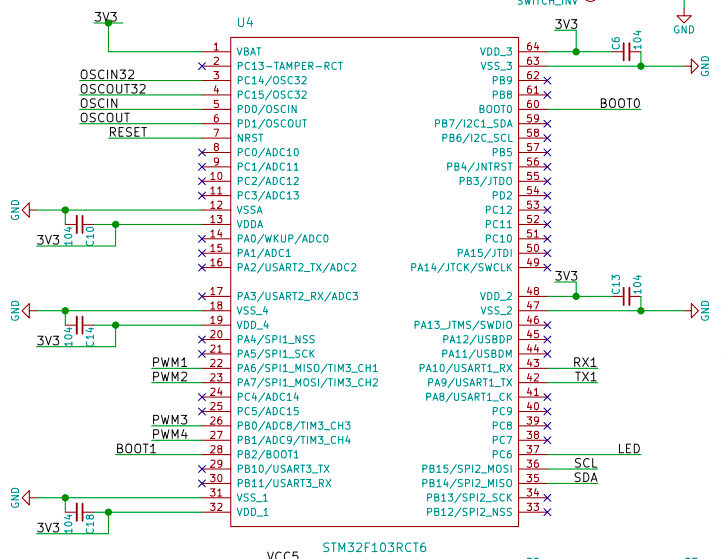 SWITCH_INV
U4
3V3
3V3
C6
104
GND
GND
1 VBAT
VDD_3 64
2 PC13-TAMPER-RCT
VSS_3 63
OSCIN32 3 PC14/OSC32
PB9 62
OSCOUT32 4 PC15/OSC32
PB8 61
OSCIN 5 PD0/OSCIN
BOOT0 60 BOOT0
OSCOUT 6 PD1/OSCOUT
PB7/I2C1_SDA 59
RESET 7 NRST
PB6/I2C_SCL 58
8 PC0/ADC10
PB5 57
9 PC1/ADC11
PB4/JNTRST 56
10 PC2/ADC12
PB3/JTDO 55
11 PC3/ADC13
PD2 54
GND 12 VSSA
PC12 53
13 VDDA
PC11 52
3V3 104 C10
14 PA0/WKUP/ADC0
PC10 51
15 PA1/ADC1
PA15/JTDI 50
16 PA2/USART2_TX/ADC2
PA14/JTCK/SWCLK 49
3V3
C13
104
GND
17 PA3/USART2_RX/ADC3
VDD_2 48
GND 18 VSS_4
VSS_2 47
19 VDD_4
PA13_JTMS/SWDIO 46
3V3 104 C14
20 PA4/SPI1_NSS
PA12/USBDP 45
21 PA5/SPI1_SCK
PA11/USBDM 44
PWM1 22 PA6/SPI1_MISO/TIM3_CH1
PA10/USART1_RX 43 RX1
PWM2 23 PA7/SPI1_MOSI/TIM3_CH2
PA9/USART1_TX 42 TX1
24 PC4/ADC14
PA8/USART1_CK 41
25 PC5/ADC15
PC9 40
PWM3 26 PB0/ADC8/TIM3_CH3
PC8 39
PWM4 27 PB1/ADC9/TIM3_CH4
PC7 38
BOOT1 28 PB2/BOOT1
PC6 37 LED
29 PB10/USART3_TX
PB15/SPI2_MOSI 36 SCL
30 PB11/USART3_RX
PB14/SPI2_MISO 35 SDA
GND 31 VSS_1
PB13/SPI2_SCK 34
32 VDD_1
PB12/SPI2_NSS 33
3V3 104 C18
STM32F103RCT6
VCC5